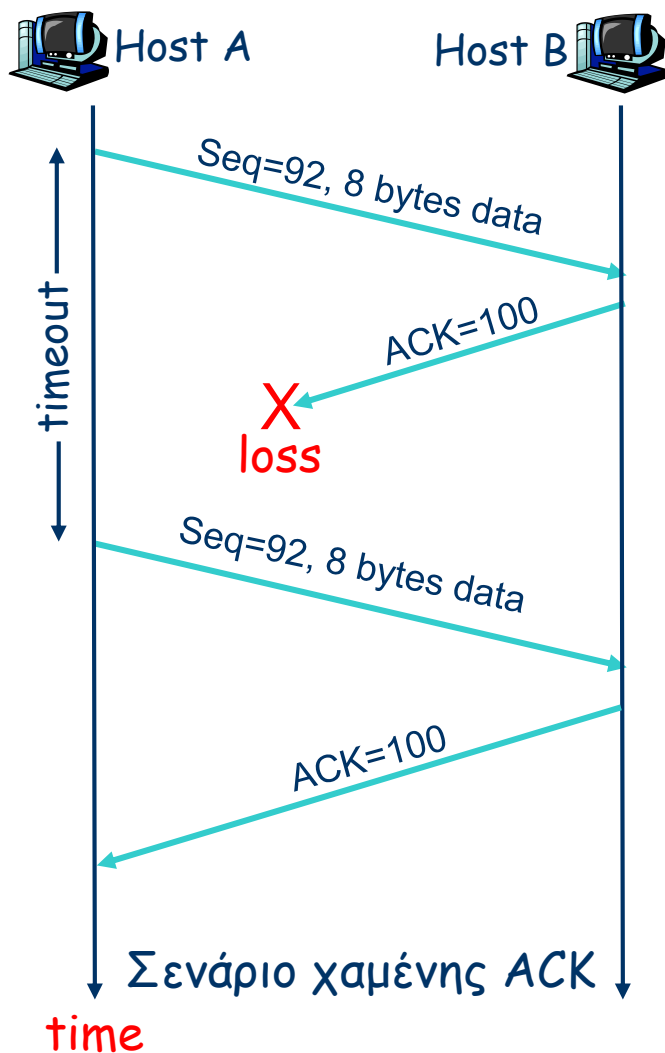 Host A
Host B
Seq=92, 8 bytes data
timeout
ACK=100
X
loss
Seq=92, 8 bytes data
ACK=100
Σενάριο χαμένης ACK
time